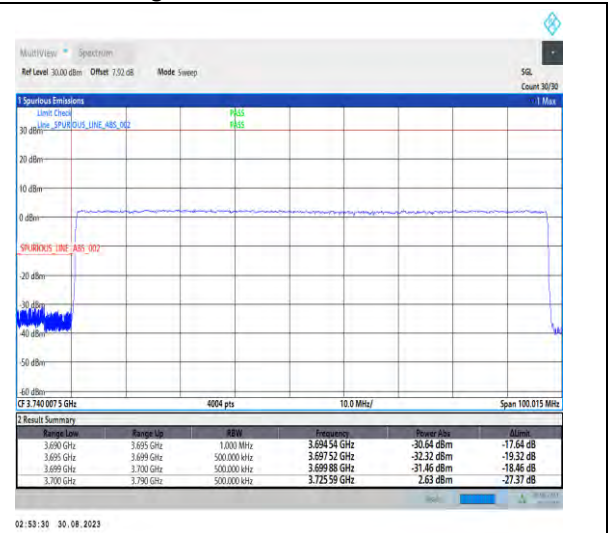 MultiView Spectrum
Ref Level 30.00 dBm Offset 7.92 dB Mode Sweep SGL
Count 30/30
1 Spurious Emissions 1 Max
Limit Check PASS
Line _SPURIOUS_LINE_ABS_002 PASS
30 dBm
20 dBm
10 dBm
0 dBm
_SPURIOUS_LINE_ABS_002
-20 dBm
-30 dBm
-40 dBm
-50 dBm
-60 dBm
CF 3.740 007 5 GHz 4004 pts 10.0 MHz/ Span 100.015 MHz
2 Result Summary
Range Low Range Up RBW Frequency Power Abs ΔLimit
3.690 GHz 3.695 GHz 1.000 MHz 3.694 54 GHz -30.64 dBm -17.64 dB
3.695 GHz 3.699 GHz 500.000 kHz 3.697 52 GHz -32.32 dBm -19.32 dB
3.699 GHz 3.700 GHz 500.000 kHz 3.699 88 GHz -31.46 dBm -18.46 dB
3.700 GHz 3.790 GHz 500.000 kHz 3.725 59 GHz 2.63 dBm -27.37 dB
02:53:30 30.08.2023